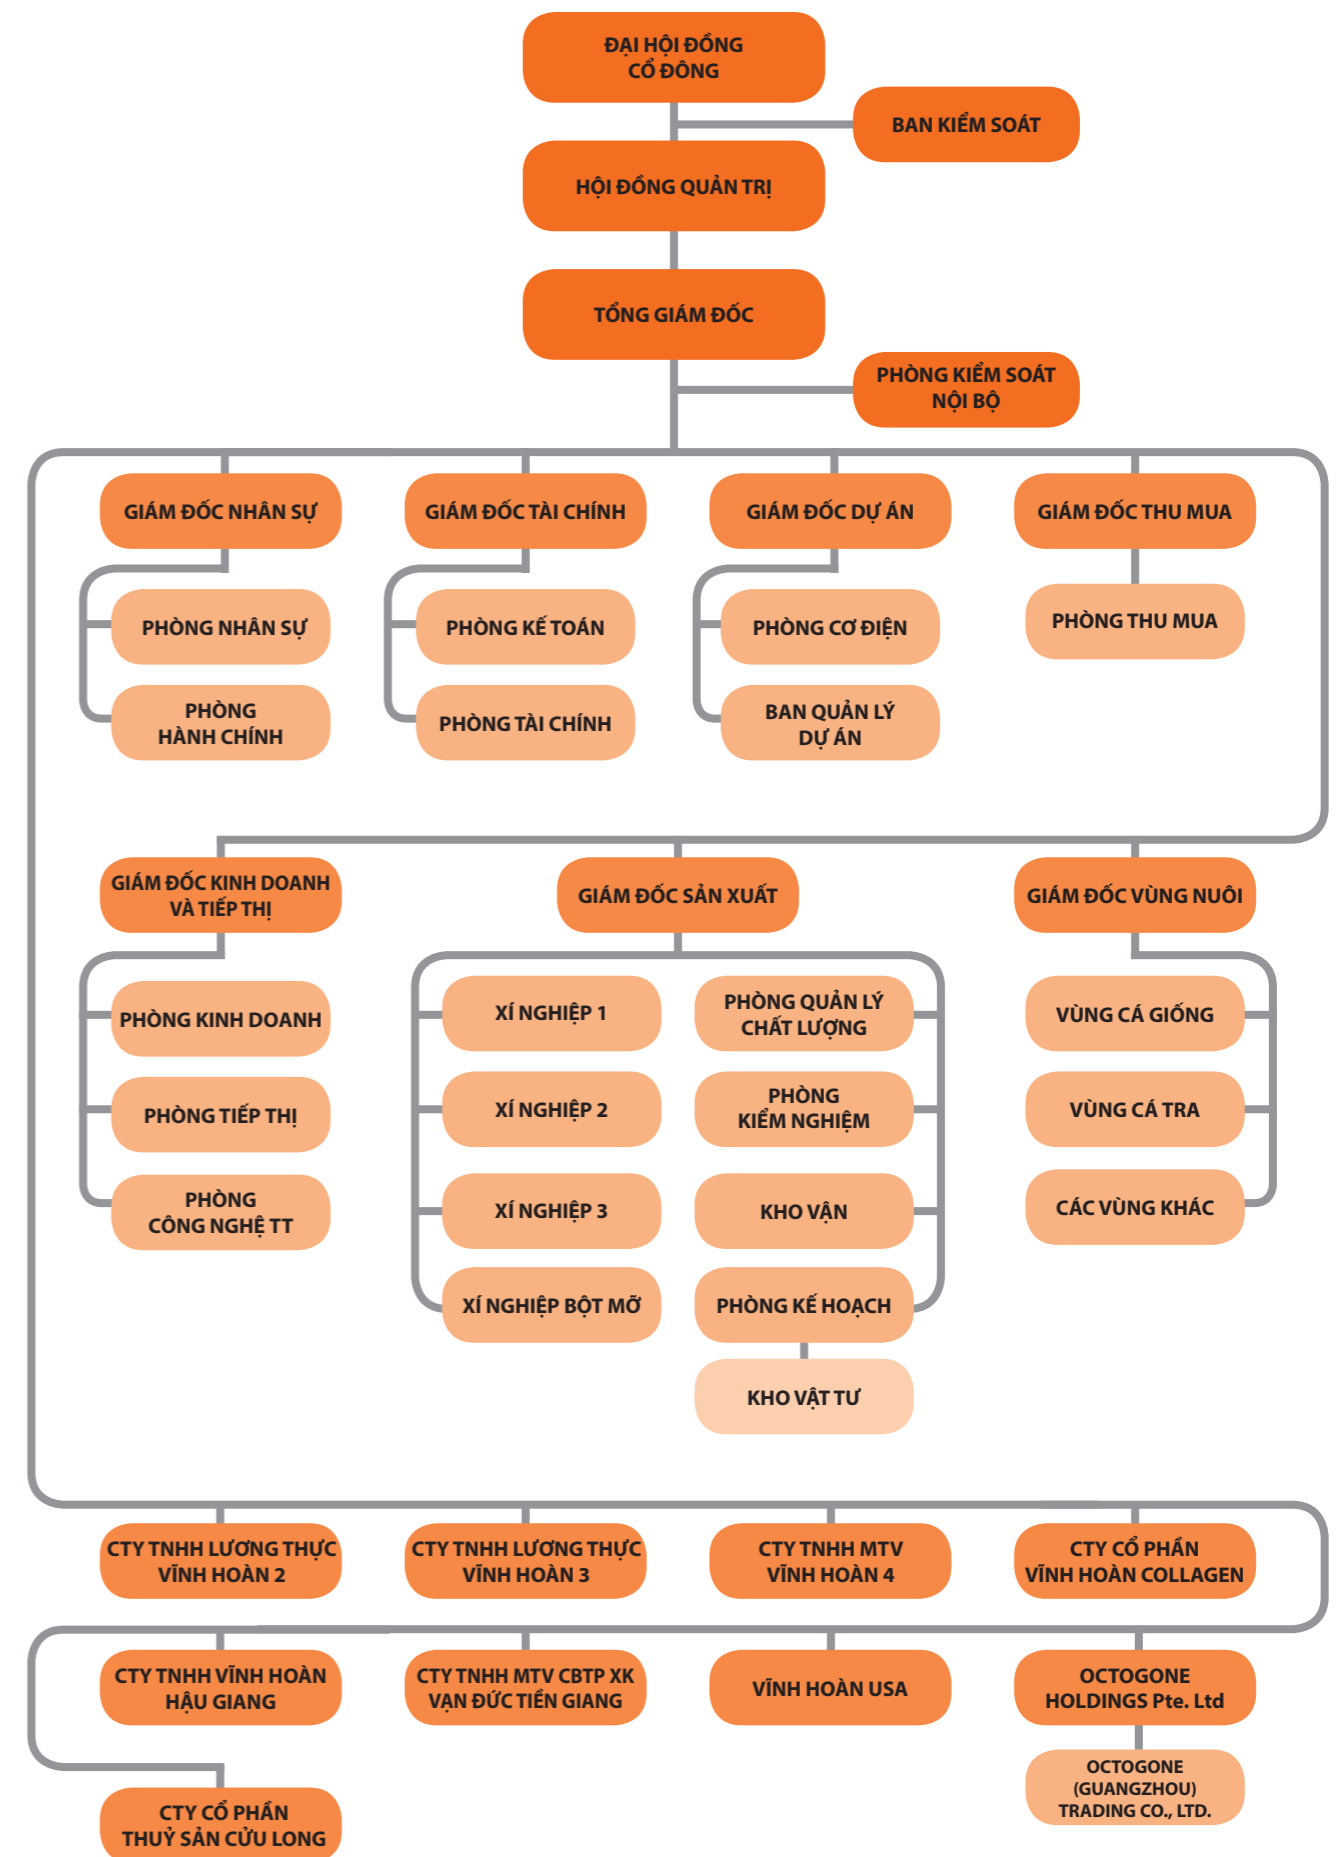 ĐẠI HỘI ĐỒNG
CỔ ĐÔNG
BAN KIỂM SOÁT
HỘI ĐỒNG QUẢN TRỊ
TỔNG GIÁM ĐỐC
PHÒNG KIỂM SOÁT
NỘI BỘ
GIÁM ĐỐC NHÂN SỰ
GIÁM ĐỐC TÀI CHÍNH
GIÁM ĐỐC DỰ ÁN
GIÁM ĐỐC THU MUA
PHÒNG NHÂN SỰ
PHÒNG KẾ TOÁN
PHÒNG CƠ ĐIỆN
PHÒNG THU MUA
PHÒNG
HÀNH CHÍNH
PHÒNG TÀI CHÍNH
BAN QUẢN LÝ
DỰ ÁN
GIÁM ĐỐC KINH DOANH
VÀ TIẾP THỊ
GIÁM ĐỐC SẢN XUẤT
GIÁM ĐỐC VÙNG NUÔI
PHÒNG KINH DOANH
PHÒNG TIẾP THỊ
PHÒNG
CÔNG NGHỆ TT
XÍ NGHIỆP 1
XÍ NGHIỆP 2
XÍ NGHIỆP 3
XÍ NGHIỆP BỘT MỠ
PHÒNG QUẢN LÝ
CHẤT LƯỢNG
PHÒNG
KIỂM NGHIỆM
KHO VẬN
PHÒNG KẾ HOẠCH
KHO VẬT TƯ
VÙNG CÁ GIỐNG
VÙNG CÁ TRA
CÁC VÙNG KHÁC
CTY TNHH LƯƠNG THỰC
VĨNH HOÀN 2
CTY TNHH LƯƠNG THỰC
VĨNH HOÀN 3
CTY TNHH MTV
VĨNH HOÀN 4
CTY CỔ PHẦN
VĨNH HOÀN COLLAGEN
CTY TNHH VĨNH HOÀN
HẬU GIANG
CTY TNHH MTV CBTP XK
VẠN ĐỨC TIỀN GIANG
VĨNH HOÀN USA
OCTOGONE
HOLDINGS Pte. Ltd
OCTOGONE
(GUANGZHOU)
TRADING CO., LTD.
CTY CỔ PHẦN
THUỶ SẢN CỬU LONG